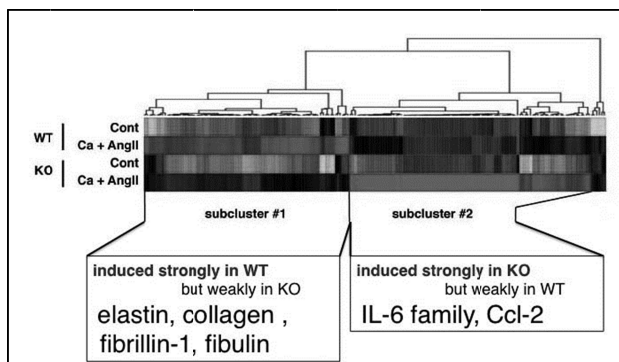 Cont
WT
Ca + AngII
Cont
KO
Ca + AngII
subcluster #1
subcluster #2
induced strongly in WT
but weakly in KO
elastin, collagen ,
fibrillin-1, fibulin
induced strongly in KO
but weakly in WT
IL-6 family, Ccl-2